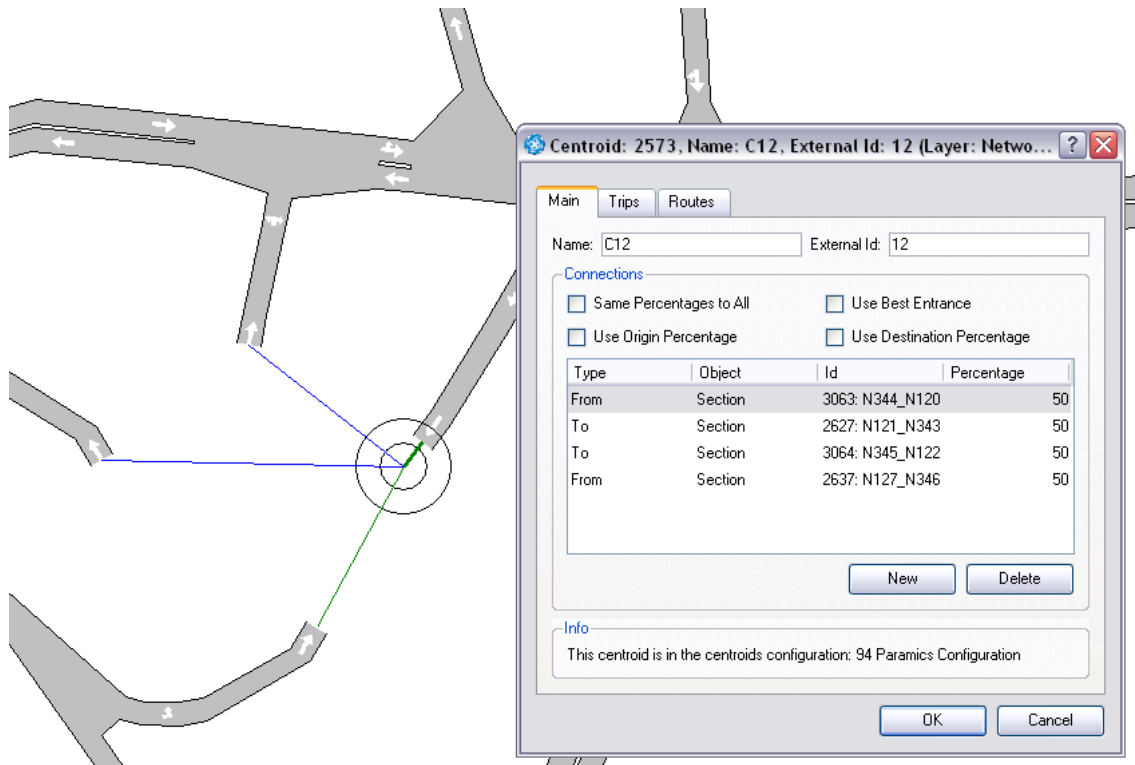 Centroid: 2573, Name: C12, External Id: 12 (Layer: Netwo... ?
Main Trips Routes
Name: C12 External Id: 12
Connections
Same Percentages to All Use Best Entrance
Use Origin Percentage Use Destination Percentage
Type Object Id Percentage
From Section 3063: N344_N120 50
To Section 2627: N121_N343 50
To Section 3064: N345_N122 50
From Section 2637: N127_N346 50
New Delete
Info
This centroid is in the centroids configuration: 94 Paramics Configuration
OK Cancel